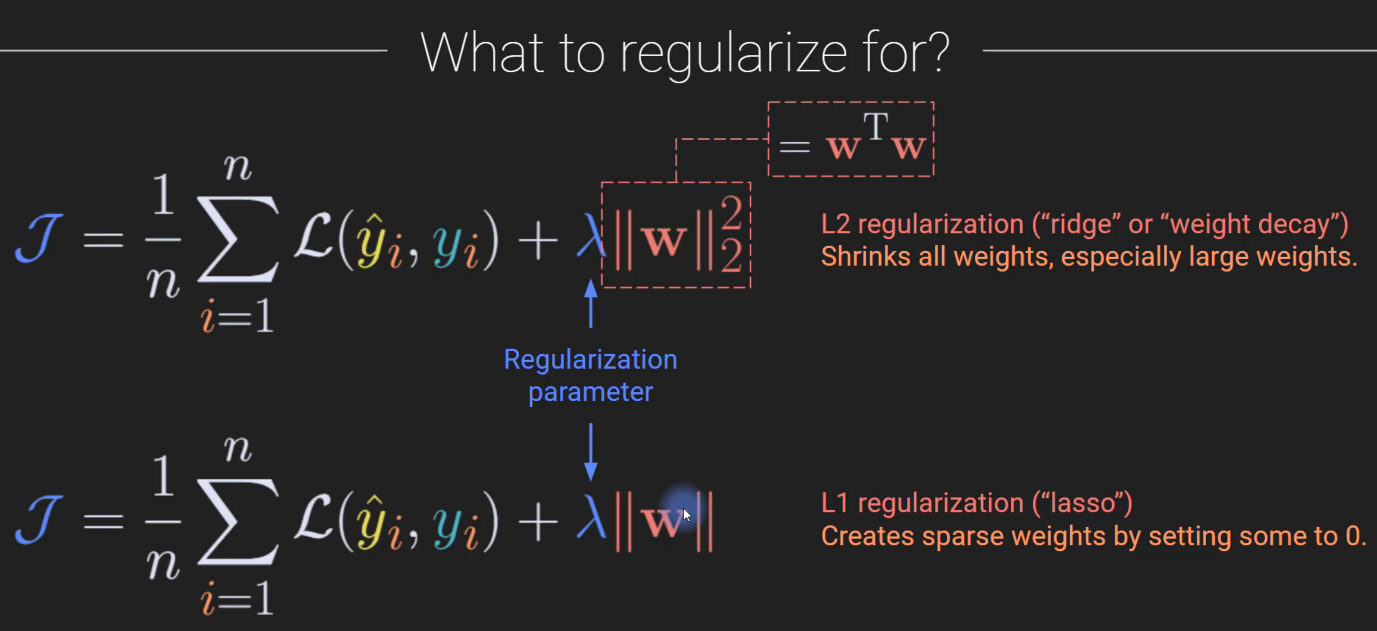 What to regularize for?
= wᵀw
𝒥 = 1/n ∑ⁿᵢ₌₁ ℒ(ŷᵢ, yᵢ) + λ||w||₂²
L2 regularization (“ridge” or “weight decay”)
Shrinks all weights, especially large weights.
Regularization
parameter
𝒥 = 1/n ∑ⁿᵢ₌₁ ℒ(ŷᵢ, yᵢ) + λ||w||
L1 regularization (“lasso”)
Creates sparse weights by setting some to 0.